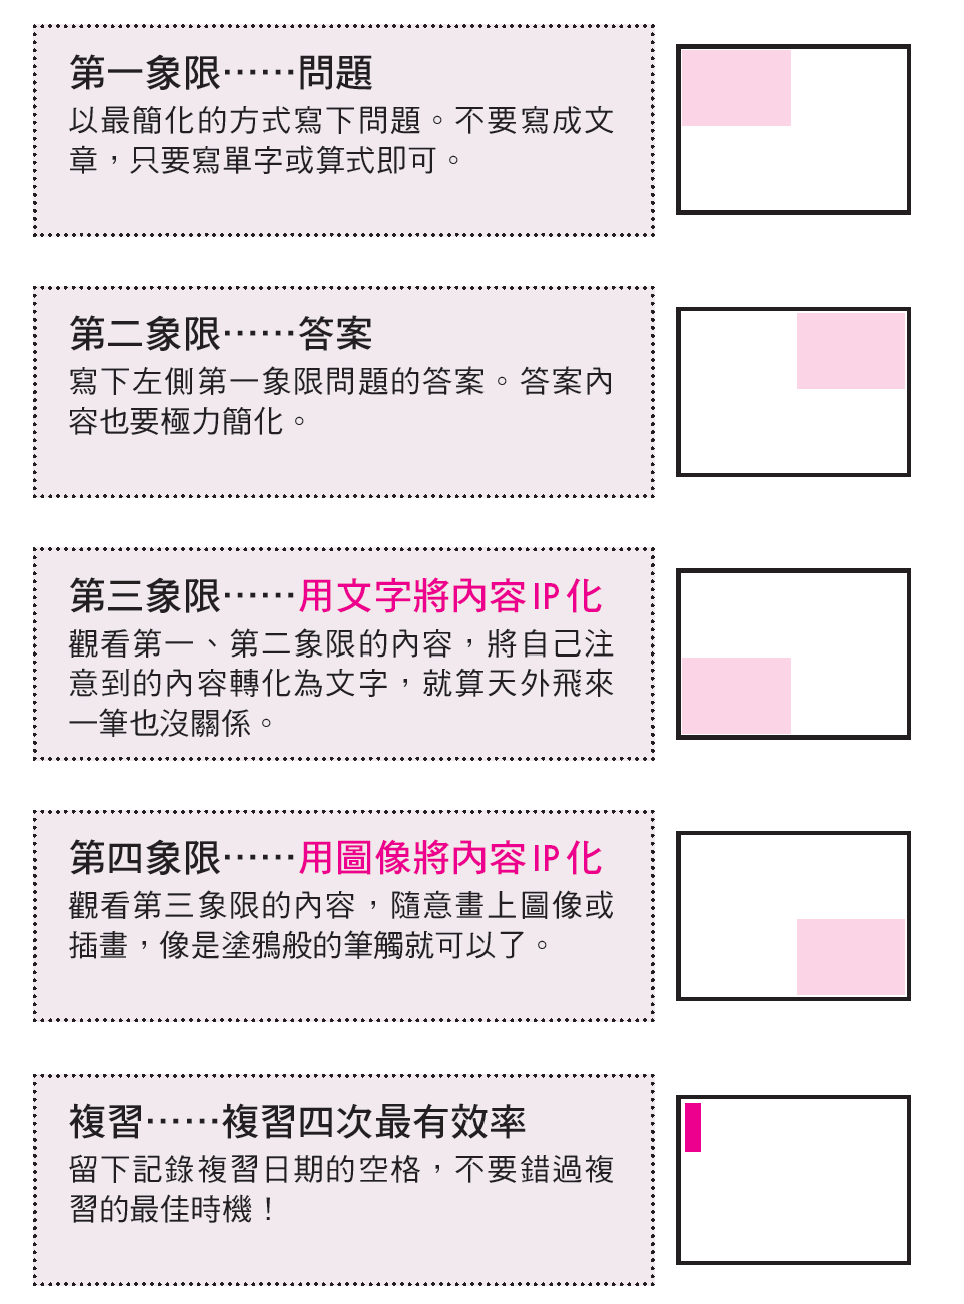 第一象限……問題
以最簡化的方式寫下問題。不要寫成文
章，只要寫單字或算式即可。
第二象限……答案
寫下左側第一象限問題的答案。答案內
容也要極力簡化。
第三象限……用文字將內容IP化
觀看第一、第二象限的內容，將自己注
意到的內容轉化為文字，就算天外飛來
一筆也沒關係。
第四象限……用圖像將內容IP化
觀看第三象限的內容，隨意畫上圖像或
插畫，像是塗鴉般的筆觸就可以了。
複習……複習四次最有效率
留下記錄複習日期的空格，不要錯過複
習的最佳時機！